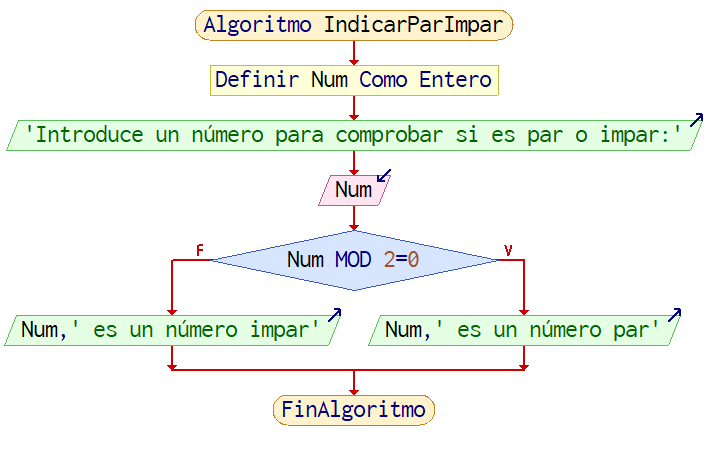 Algoritmo IndicarParImpar
Definir Num Como Entero
'Introduce un número para comprobar si es par o impar:'
Num
Num MOD 2=0
F
V
Num,' es un número impar'
Num,' es un número par'
FinAlgoritmo